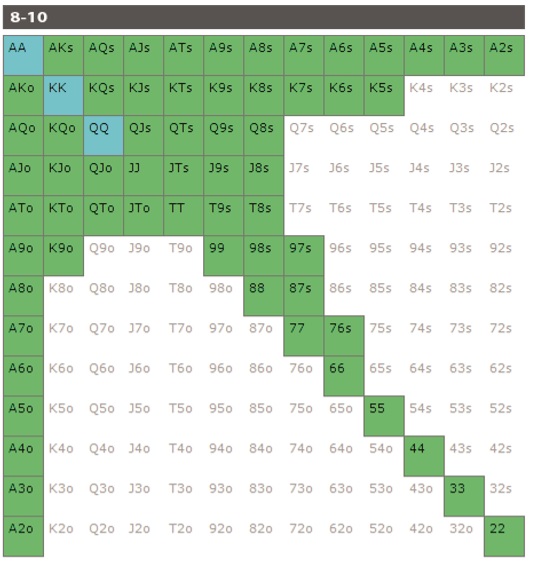 8-10
AA AKs AQs AJs ATs A9s A8s A7s A6s A5s A4s A3s A2s
AKo KK KQs KJs KTs K9s K8s K7s K6s K5s K4s K3s K2s
AQo KQo QQ QJs QTs Q9s Q8s Q7s Q6s Q5s Q4s Q3s Q2s
AJo KJo QJo JJ JTs J9s J8s J7s J6s J5s J4s J3s J2s
ATo KTo QTo JTo TT T9s T8s T7s T6s T5s T4s T3s T2s
A9o K9o Q9o J9o T9o 99 98s 97s 96s 95s 94s 93s 92s
A8o K8o Q8o J8o T8o 98o 88 87s 86s 85s 84s 83s 82s
A7o K7o Q7o J7o T7o 97o 87o 77 76s 75s 74s 73s 72s
A6o K6o Q6o J6o T6o 96o 86o 76o 66 65s 64s 63s 62s
A5o K5o Q5o J5o T5o 95o 85o 75o 65o 55 54s 53s 52s
A4o K4o Q4o J4o T4o 94o 84o 74o 64o 54o 44 43s 42s
A3o K3o Q3o J3o T3o 93o 83o 73o 63o 53o 43o 33 32s
A2o K2o Q2o J2o T2o 92o 82o 72o 62o 52o 42o 32o 22